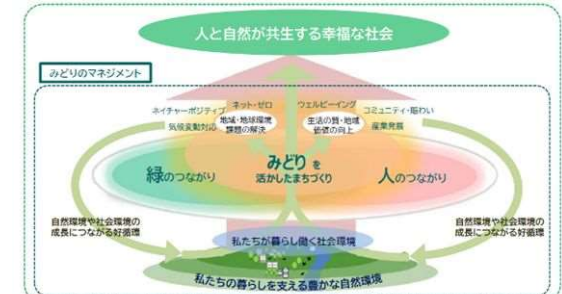 人と自然が共生する幸福な社会
みどりのマネジメント
ネイチャーポジティブ
ネット・ゼロ
ウェルビーイング
コミュニティ・賑わい
気候変動対応
地域・地球環境
課題の解決
生活の質・地域
価値の向上
産業発展
緑のつながり
みどりを
活かしたまちづくり
人のつながり
自然環境や社会環境の
成長につながる好循環
自然環境や社会環境の
成長につながる好循環
私たちが暮らし働く社会環境
私たちの暮らしを支える豊かな自然環境